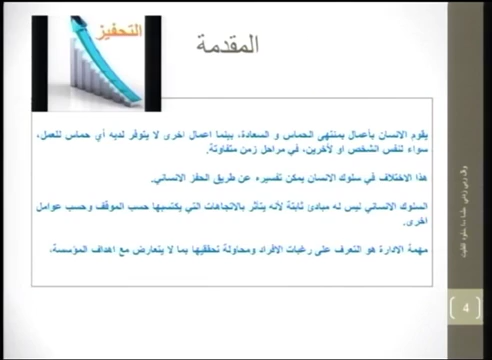 التحفيز
المقدمة
يقوم الانسان بأعمال بمنتهى الحماس و السعادة، بينما اعمال اخرى لا يتوفر لديه أي حماس للعمل،
سواء لنفس الشخص او لآخرين، في مراحل زمن متفاوتة.
هذا الاختلاف في سلوك الانسان يمكن تفسيره عن طريق الحفز الانساني.
السلوك الانساني ليس له مبادئ ثابتة لأنه يتأثر بالاتجاهات التي يكتسبها حسب الموقف وحسب عوامل
اخرى.
مهمة الادارة هو التعرف على رغبات الافراد ومحاولة تحقيقها بما لا يتعارض مع اهداف المؤسسة،
4